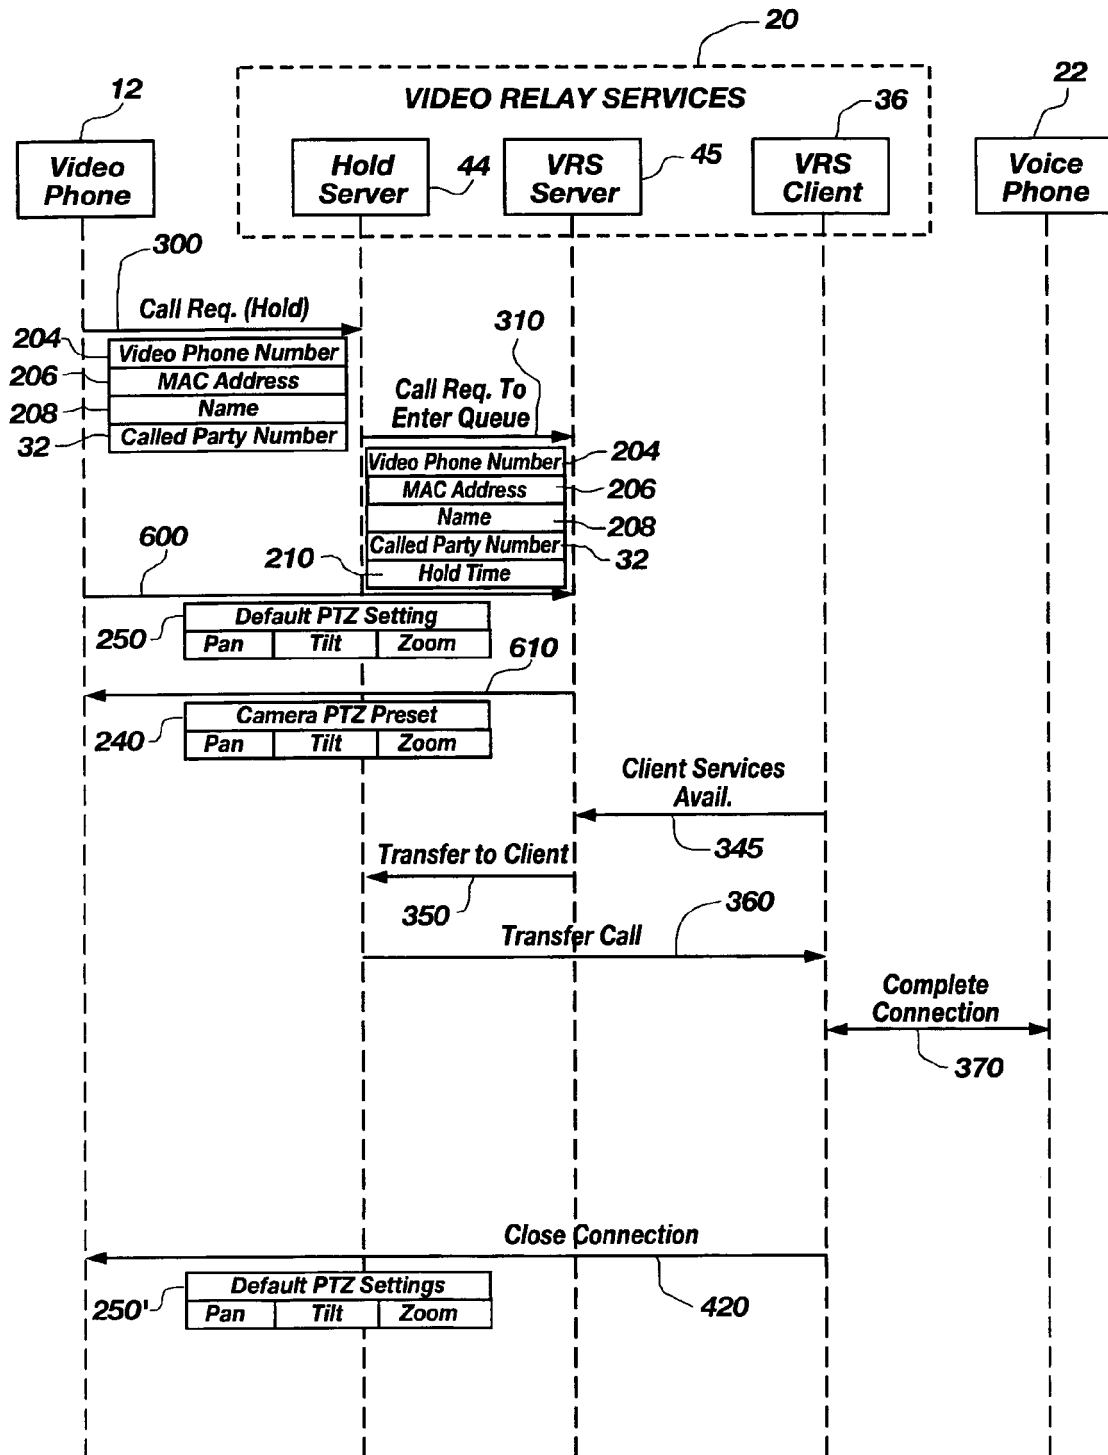 20
12
VIDEO RELAY SERVICES
36
22
Video
Phone
Hold
Server
44
VRS
Server
45
VRS
Client
Voice
Phone
300
Call Req. (Hold)
204
Video Phone Number
206
MAC Address
208
Name
32
Called Party Number
310
Call Req. To
Enter Queue
Video Phone Number
204
MAC Address
206
Name
208
Called Party Number
32
210
Hold Time
600
250
Default PTZ Setting
Pan Tilt Zoom
610
240
Camera PTZ Preset
Pan Tilt Zoom
Client Services
Avail.
345
Transfer to Client
350
360
Transfer Call
Complete
Connection
370
Close Connection
420
250'
Default PTZ Settings
Pan Tilt Zoom